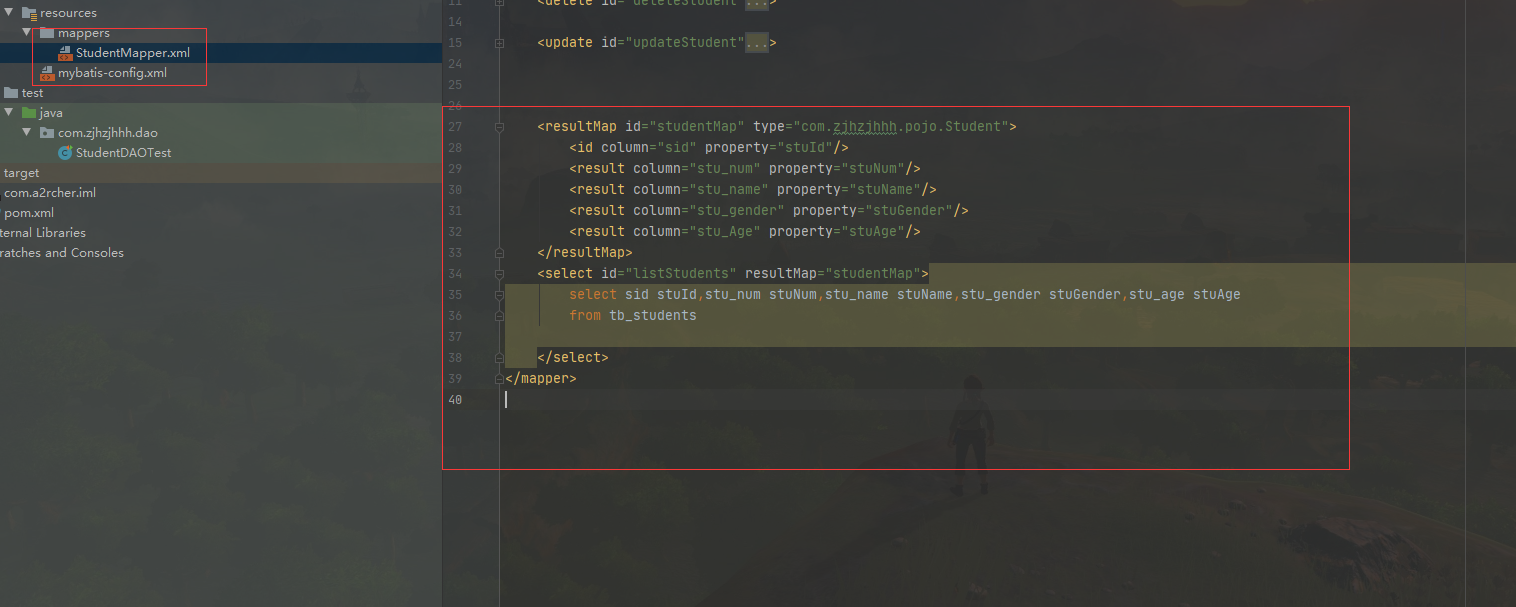 resources
mappers
StudentMapper.xml
mybatis-config.xml
test
java
com.zjhzjhhh.dao
StudentDAOTest
target
com.a2rcher.iml
pom.xml
ternal Libraries
ratches and Consoles
11 <delete id="deleteStudent"...>
14
15 <update id="updateStudent"...>
24
25
26
27 <resultMap id="studentMap" type="com.zjhzjhhh.pojo.Student">
28 <id column="sid" property="stuId"/>
29 <result column="stu_num" property="stuNum"/>
30 <result column="stu_name" property="stuName"/>
31 <result column="stu_gender" property="stuGender"/>
32 <result column="stu_Age" property="stuAge"/>
33 </resultMap>
34 <select id="listStudents" resultMap="studentMap">
35 select sid stuId,stu_num stuNum,stu_name stuName,stu_gender stuGender,stu_age stuAge
36 from tb_students
37
38 </select>
39 </mapper>
40